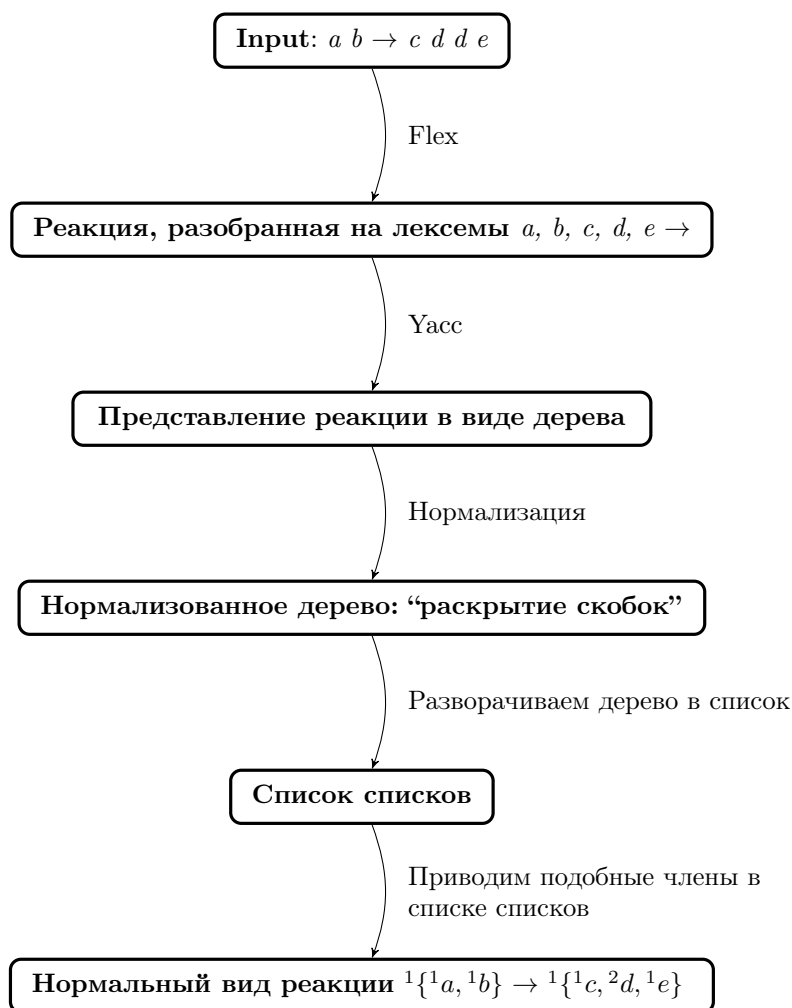 Input: a b → c d d e
Flex
Реакция, разобранная на лексемы a, b, c, d, e →
Yacc
Представление реакции в виде дерева
Нормализация
Нормализованное дерево: “раскрытие скобок”
Разворачиваем дерево в список
Список списков
Приводим подобные члены в
списке списков
Нормальный вид реакции ¹{¹a, ¹b} → ¹{¹c, ²d, ¹e}